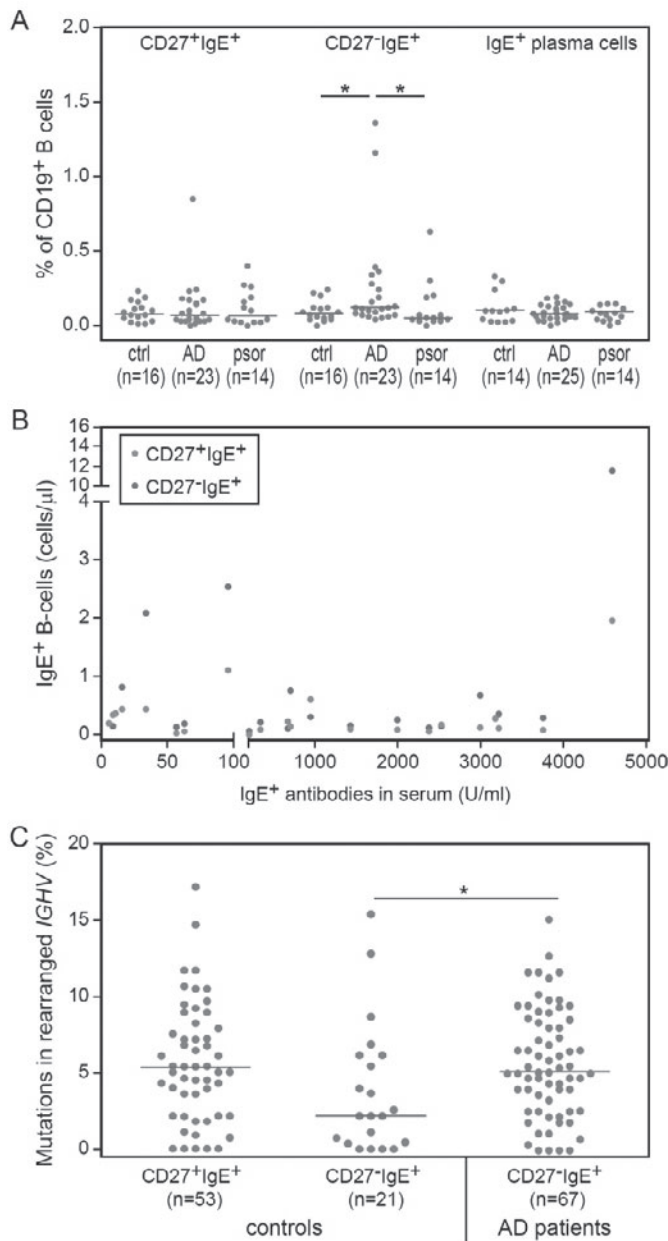 A
% of CD19+ B cells
CD27+IgE+ CD27-IgE+ IgE+ plasma cells
2.0
* *
1.5
1.0
0.5
0.0
ctrl AD psor ctrl AD psor ctrl AD psor
(n=16) (n=23) (n=14) (n=16) (n=23) (n=14) (n=14) (n=25) (n=14)
B
IgE+ B-cells (cells/µl)
16
14
12
10
4
3
2
1
0
CD27+IgE+
CD27-IgE+
0 50 100 1000 2000 3000 4000 5000
IgE+ antibodies in serum (U/ml)
C
Mutations in rearranged IGHV (%)
20
15
10
5
0
*
CD27+IgE+ CD27-IgE+ CD27-IgE+
(n=53) (n=21) (n=67)
controls AD patients